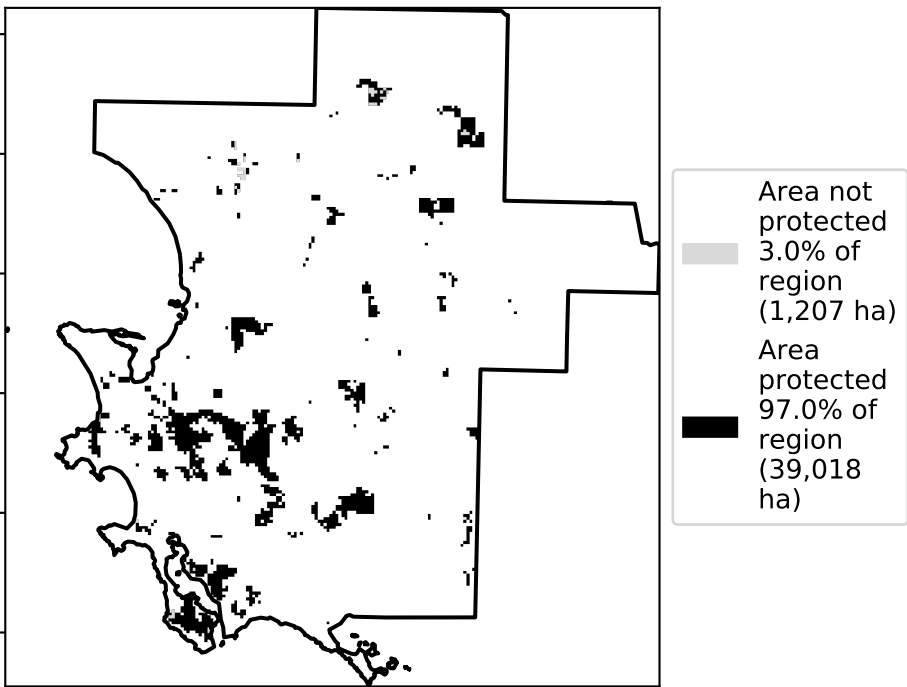 Area not
protected
3.0% of
region
(1,207 ha)
Area
protected
97.0% of
region
(39,018
ha)